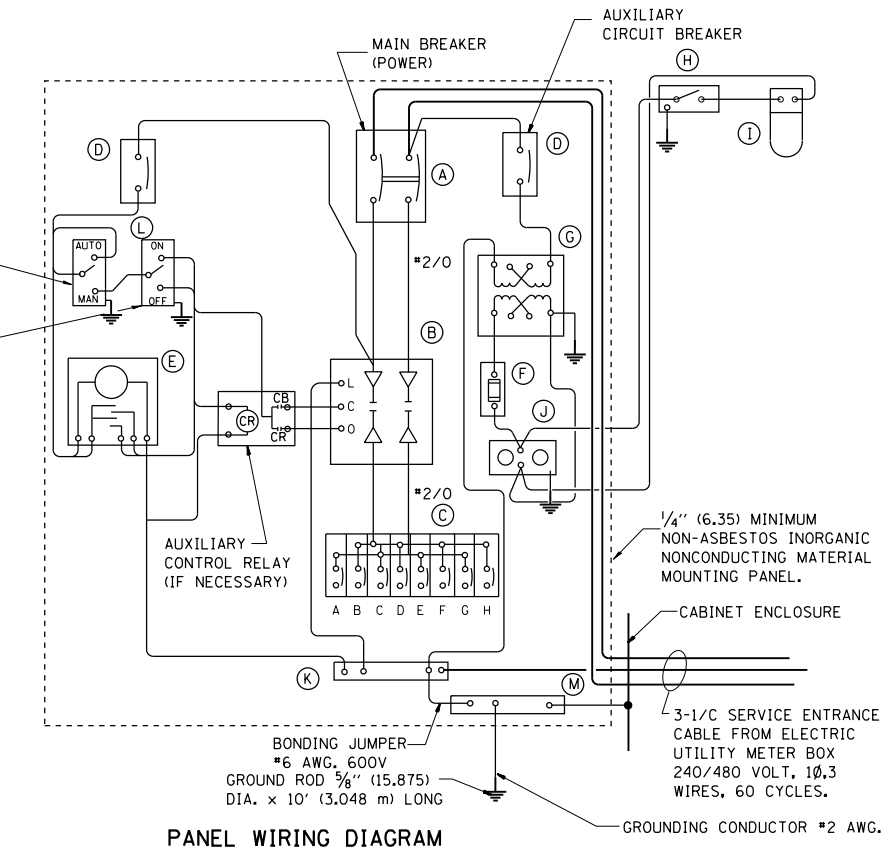 AUXILIARY
CIRCUIT BREAKER
MAIN BREAKER
(POWER)
H
I
D
D
A
L
G
AUTO
MAN
ON
OFF
#2/0
B
E
F
L
C
O
CB
CR
CR
J
#2/0
C
AUXILIARY
CONTROL RELAY
(IF NECESSARY)
A B C D E F G H
1/4'' (6.35) MINIMUM
NON-ASBESTOS INORGANIC
NONCONDUCTING MATERIAL
MOUNTING PANEL.
CABINET ENCLOSURE
K
M
3-1/C SERVICE ENTRANCE
CABLE FROM ELECTRIC
UTILITY METER BOX
240/480 VOLT, 1Ø,3
WIRES, 60 CYCLES.
BONDING JUMPER
#6 AWG. 600V
GROUND ROD 5/8'' (15.875)
DIA. x 10' (3.048 m) LONG
GROUNDING CONDUCTOR #2 AWG.
PANEL WIRING DIAGRAM